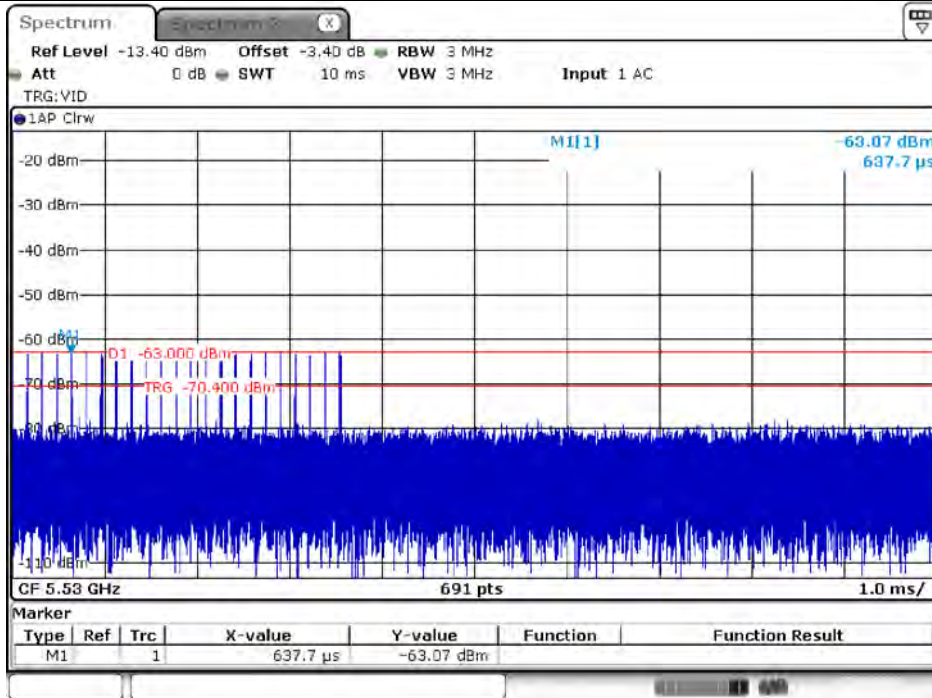 Spectrum Spectrum 2 X
Ref Level -13.40 dBm Offset -3.40 dB RBW 3 MHz
Att 0 dB SWT 10 ms VBW 3 MHz Input 1 AC
TRG:VID
1AP Clrw
M1[1] -63.07 dBm
637.7 µs
-20 dBm
-30 dBm
-40 dBm
-50 dBm
-60 dBm M1
D1 -63.000 dBm
-70 dBm TRG -70.400 dBm
-80 dBm
-110 dBm
CF 5.53 GHz 691 pts 1.0 ms/
Marker
Type Ref Trc X-value Y-value Function Function Result
M1 1 637.7 µs -63.07 dBm